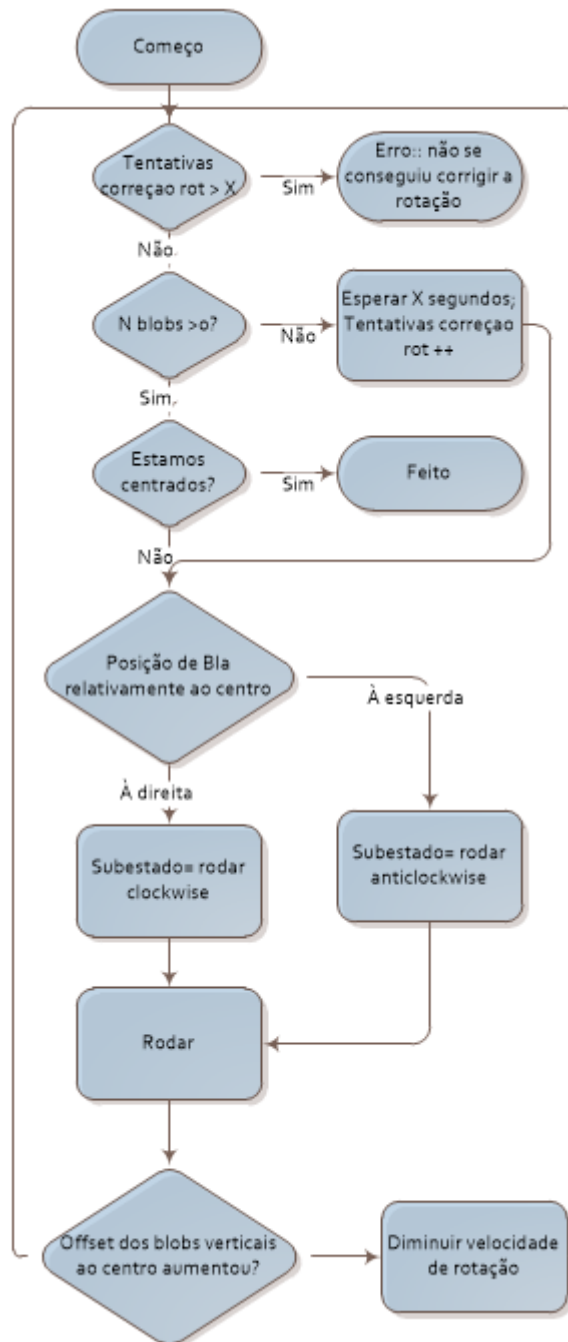 Começo
Tentativas
correçao rot > X
Sim
Erro:: não se
conseguiu corrigir a
rotação
Não
N blobs >o?
Não
Esperar X segundos;
Tentativas correçao
rot ++
Sim
Estamos
centrados?
Sim
Feito
Não
Posição de Bla
relativamente ao centro
À esquerda
À direita
Subestado= rodar
clockwise
Subestado= rodar
anticlockwise
Rodar
Offset dos blobs verticais
ao centro aumentou?
Diminuir velocidade
de rotação